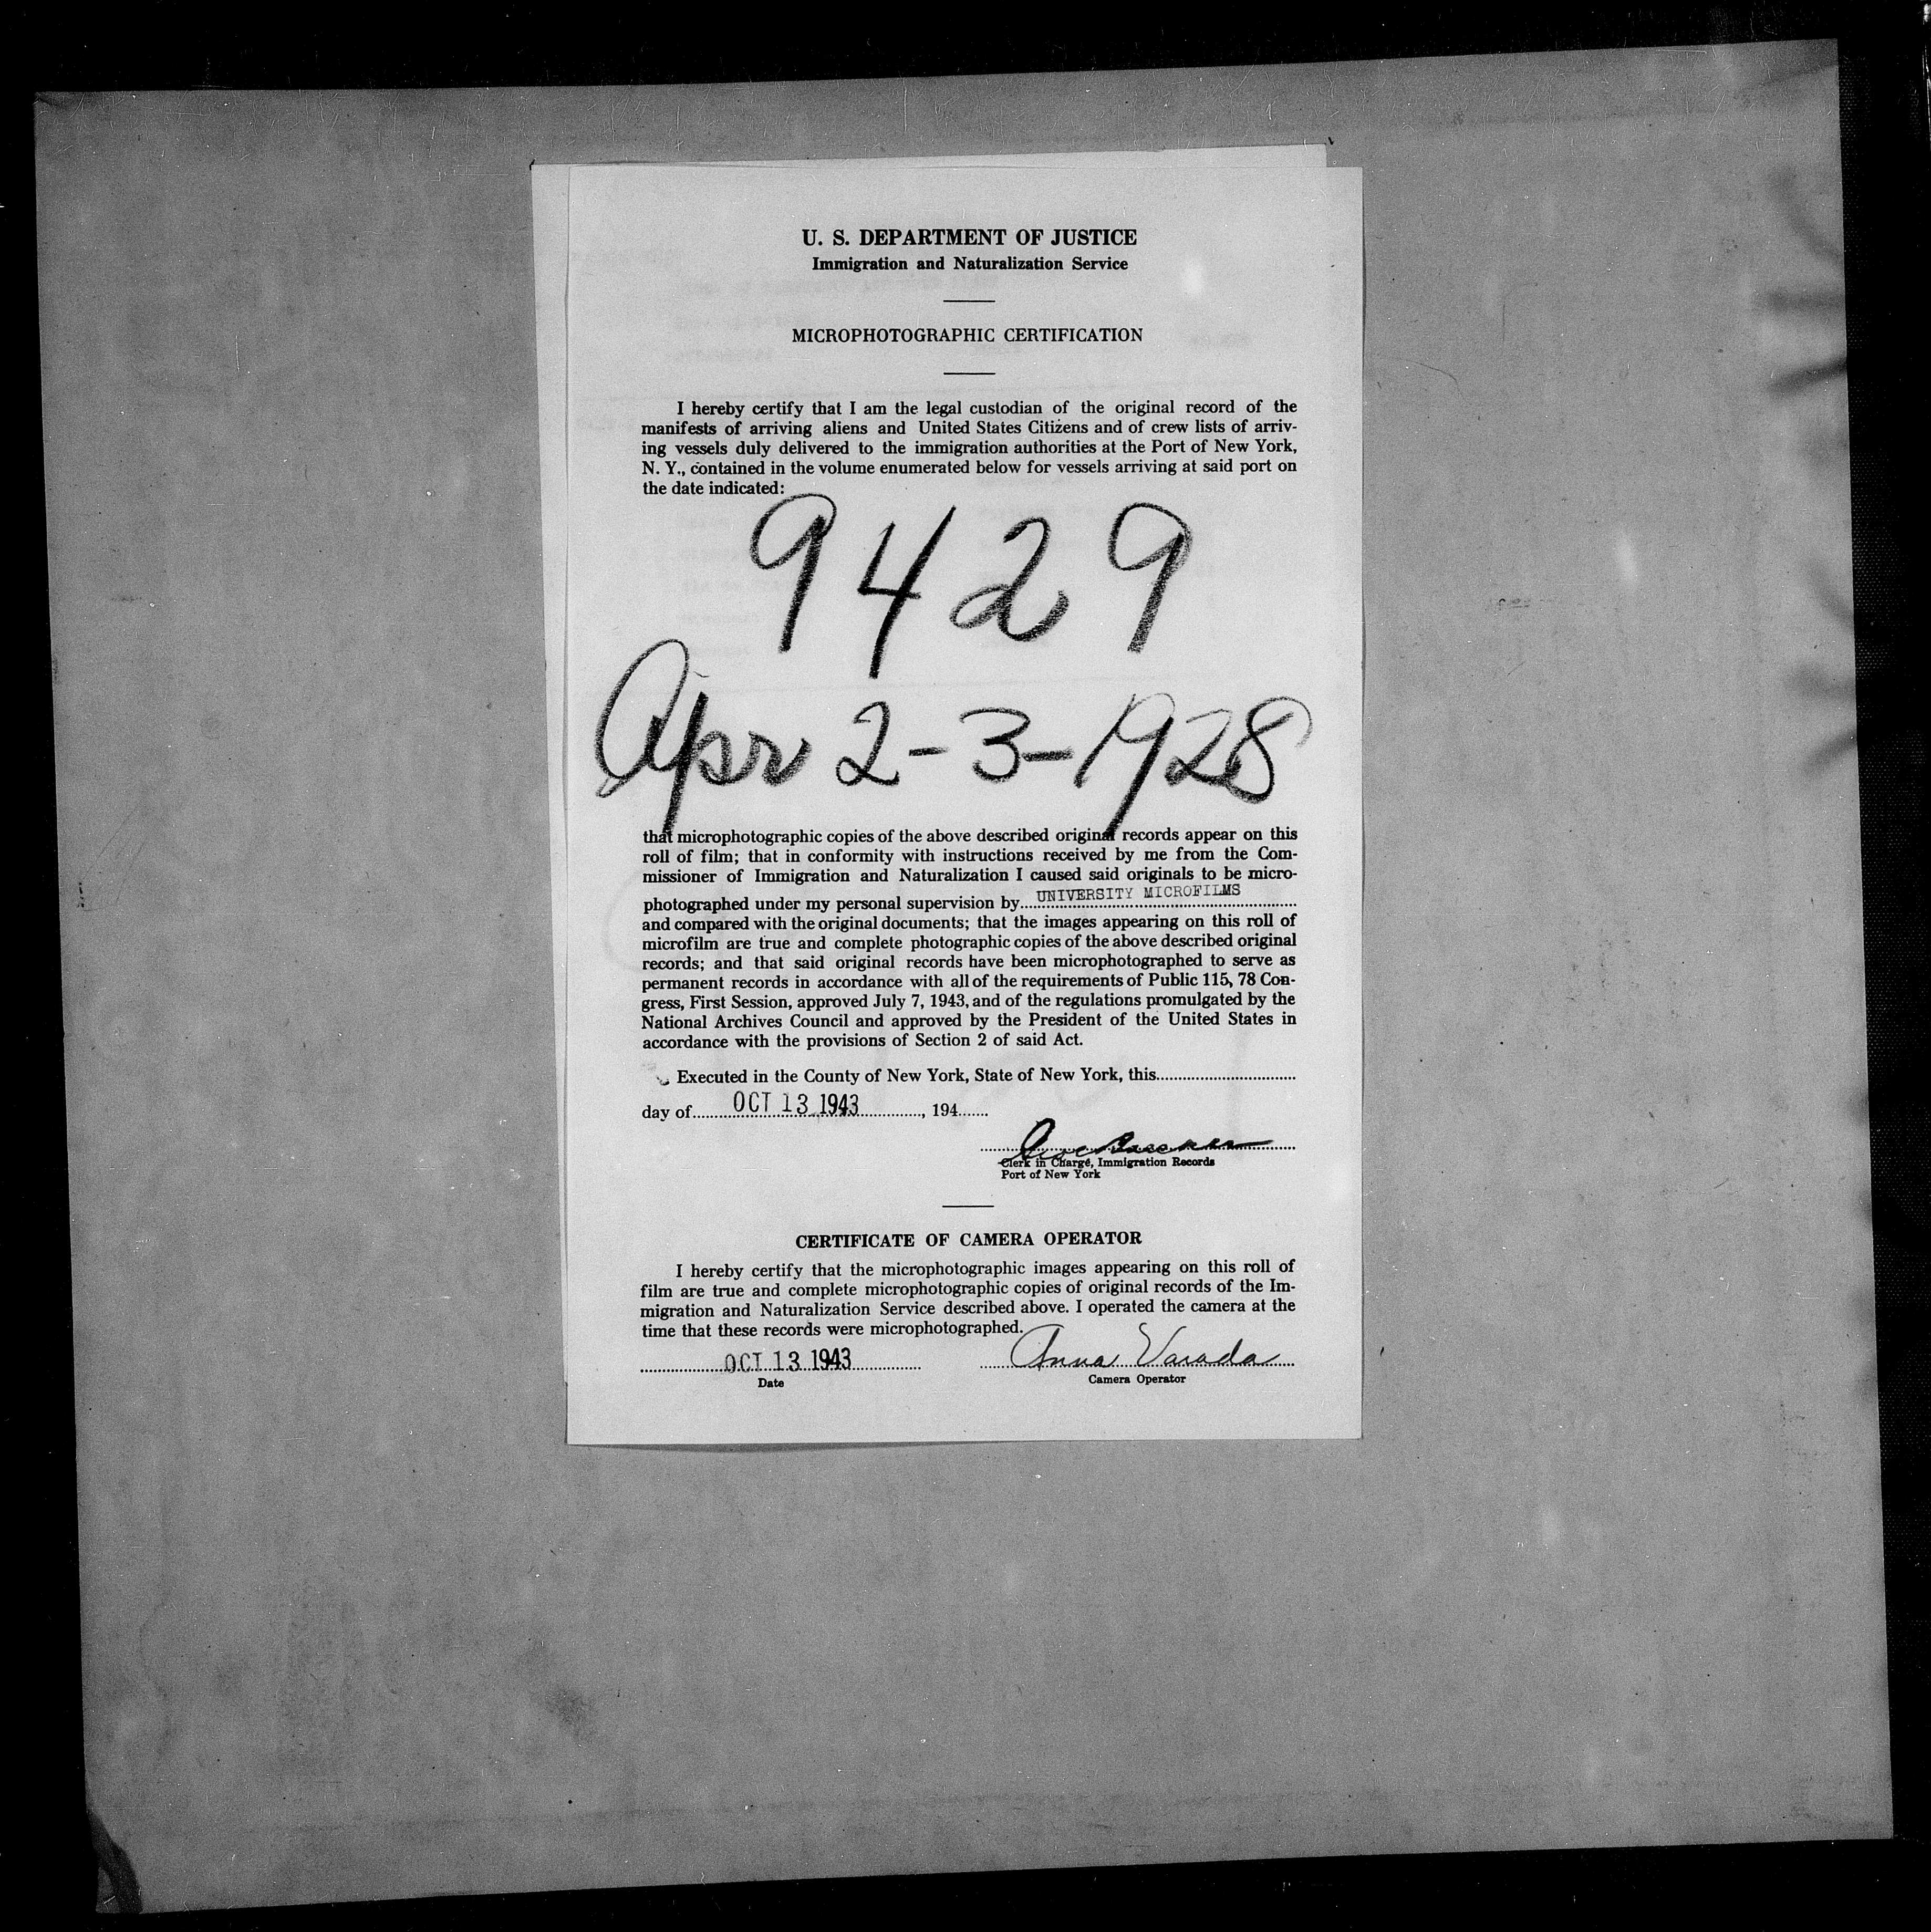 U. S. DEPARTMENT OF JUSTICE
Immigration and Naturalization Service
MICROPHOTOGRAPHIC CERTIFICATION
I hereby certify that I am the legal custodian of the original record of the
manifests of arriving aliens and United States Citizens and of crew lists of arriv-
ing vessels duly delivered to the immigration authorities at the Port of New York,
N. Y., contained in the volume enumerated below for vessels arriving at said port on
the date indicated:
9429
Apr 2-3-1928
that microphotographic copies of the above described original records appear on this
roll of film; that in conformity with instructions received by me from the Com-
missioner of Immigration and Naturalization I caused said originals to be micro-
photographed under my personal supervision by UNIVERSITY MICROFILMS
and compared with the original documents; that the images appearing on this roll of
microfilm are true and complete photographic copies of the above described original
records; and that said original records have been microphotographed to serve as
permanent records in accordance with all of the requirements of Public 115, 78 Con-
gress, First Session, approved July 7, 1943, and of the regulations promulgated by the
National Archives Council and approved by the President of the United States in
accordance with the provisions of Section 2 of said Act.
Executed in the County of New York, State of New York, this
day of OCT 13 1943, 194
Clerk in Charge, Immigration Records
Port of New York
CERTIFICATE OF CAMERA OPERATOR
I hereby certify that the microphotographic images appearing on this roll of
film are true and complete microphotographic copies of original records of the Im-
migration and Naturalization Service described above. I operated the camera at the
time that these records were microphotographed.
OCT 13 1943 Anna Varada
Date Camera Operator